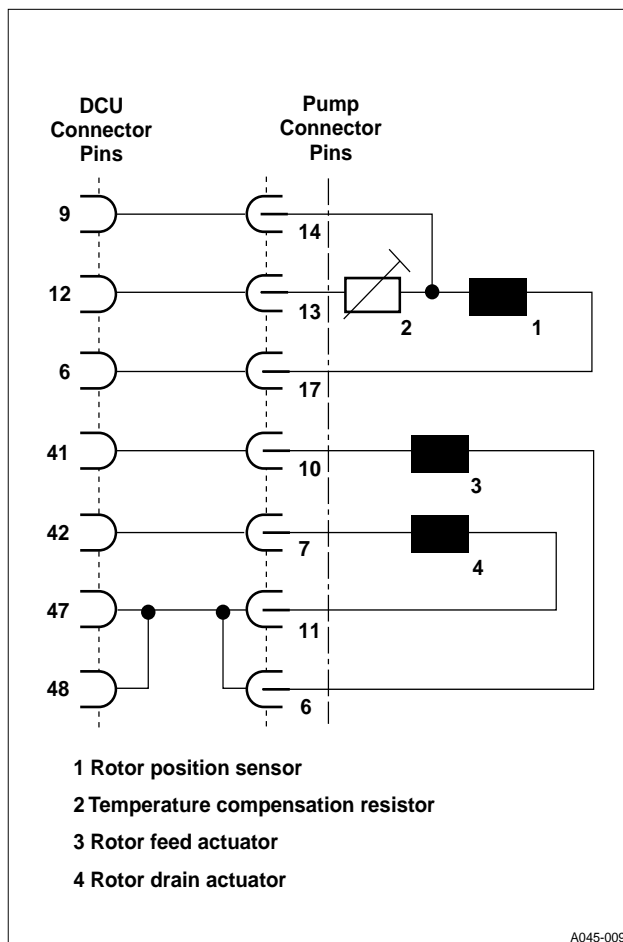 DCU
Connector
Pins
Pump
Connector
Pins
9
14
12
13
2
1
6
17
41
10
3
42
7
4
47
11
48
6
1 Rotor position sensor
2 Temperature compensation resistor
3 Rotor feed actuator
4 Rotor drain actuator
A045-009